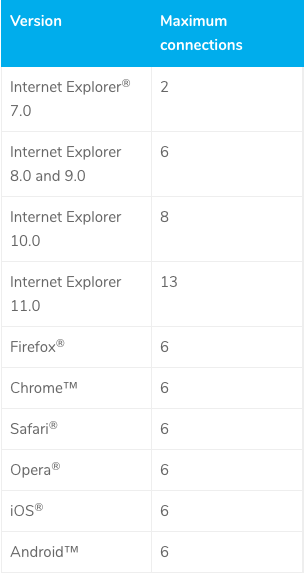 Version Maximum
connections
Internet Explorer® 2
7.0
Internet Explorer 6
8.0 and 9.0
Internet Explorer 8
10.0
Internet Explorer 13
11.0
Firefox® 6
Chrome™ 6
Safari® 6
Opera® 6
iOS® 6
Android™ 6